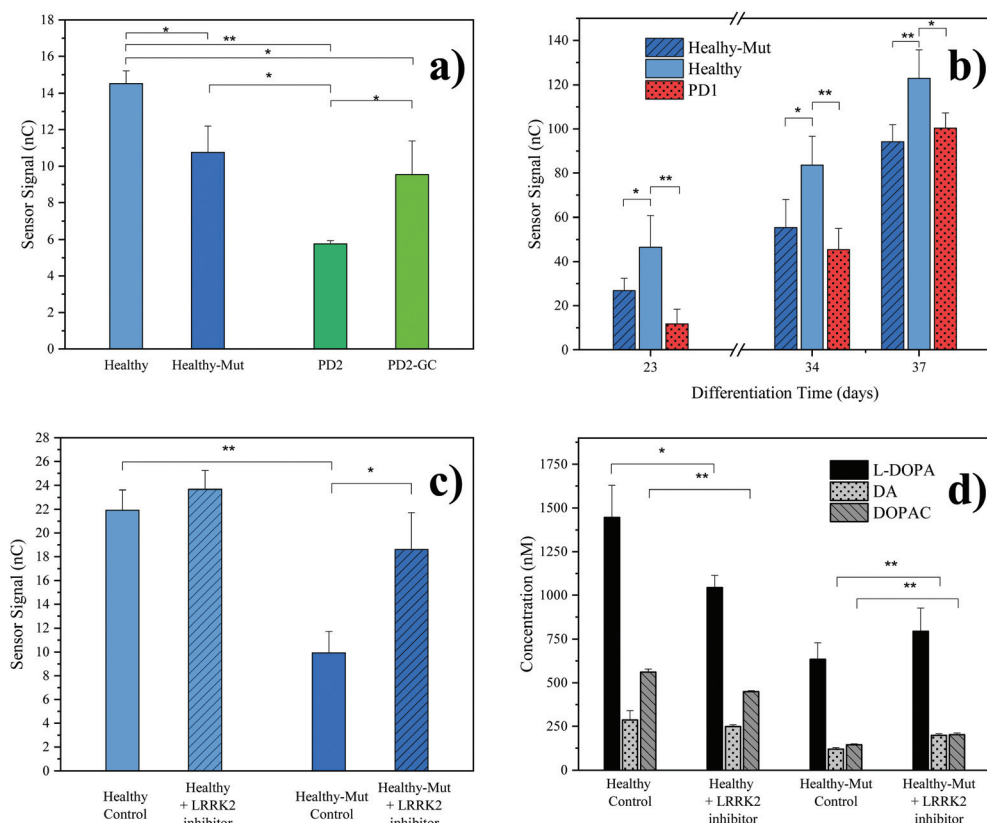 a)
Sensor Signal (nC)
18
16
14
12
10
8
6
4
2
0
*
**
*
*
*
Healthy
Healthy-Mut
PD2
PD2-GC
b)
Sensor Signal (nC)
140
120
100
80
60
40
20
0
Healhy-Mut
Healthy
PD1
*
**
*
**
**
*
23
34
37
Differentiation Time (days)
c)
Sensor Signal (nC)
28
26
24
22
20
18
16
14
12
10
8
6
4
2
0
**
*
Healthy
Control
Healthy
+ LRRK2
inhibitor
Healthy-Mut
Control
Healthy-Mut
+ LRRK2
inhibitor
d)
Concentration (nM)
1750
1500
1250
1000
750
500
250
0
L-DOPA
DA
DOPAC
*
**
**
**
Healthy
Control
Healthy
+ LRRK2
inhibitor
Healthy-Mut
Control
Healthy-Mut
+ LRRK2
inhibitor